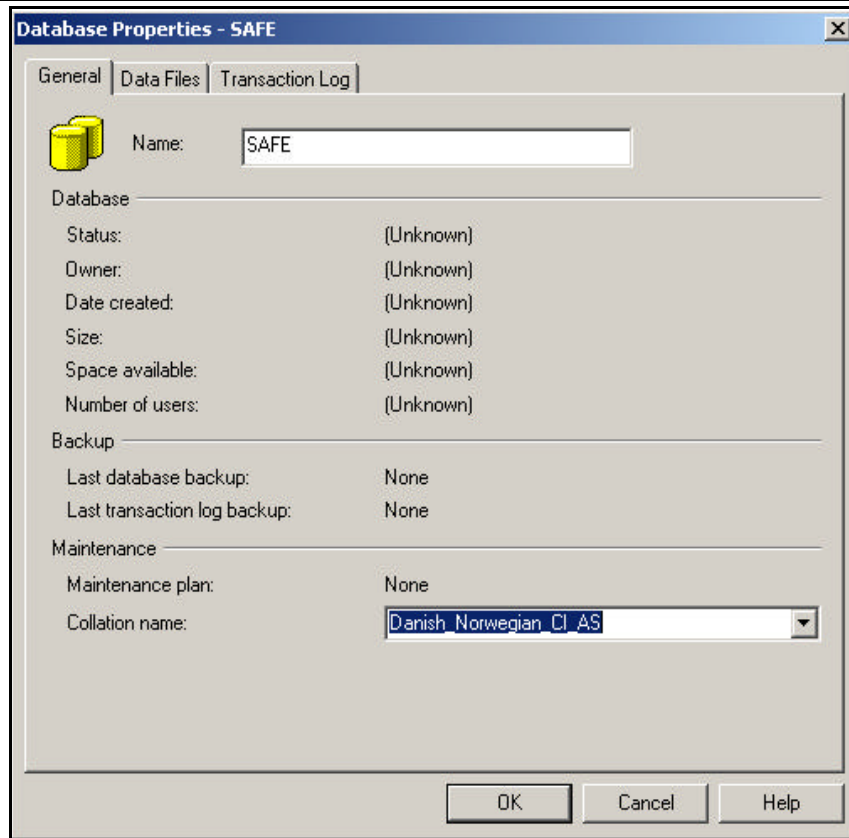 Database Properties - SAFE
General Data Files Transaction Log
Name: SAFE
Database
Status: (Unknown)
Owner: (Unknown)
Date created: (Unknown)
Size: (Unknown)
Space available: (Unknown)
Number of users: (Unknown)
Backup
Last database backup: None
Last transaction log backup: None
Maintenance
Maintenance plan: None
Collation name: Danish_Norwegian_CI_AS
OK Cancel Help